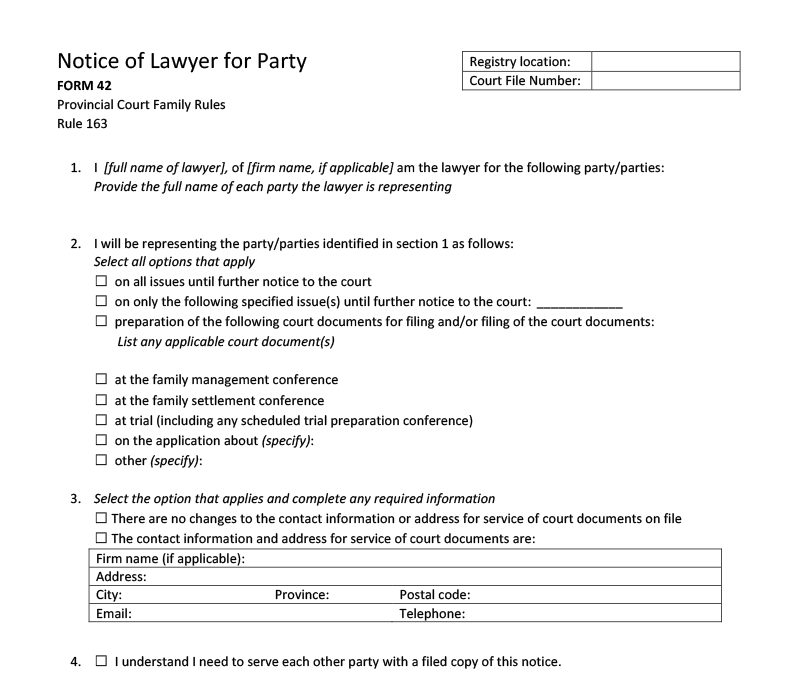 Notice of Lawyer for Party
FORM 42
Provincial Court Family Rules
Rule 163
Registry location:
Court File Number:
1. I [full name of lawyer], of [firm name, if applicable] am the lawyer for the following party/parties:
Provide the full name of each party the lawyer is representing
2. I will be representing the party/parties identified in section 1 as follows:
Select all options that apply
☐ on all issues until further notice to the court
☐ on only the following specified issue(s) until further notice to the court: ____________
☐ preparation of the following court documents for filing and/or filing of the court documents:
List any applicable court document(s)
☐ at the family management conference
☐ at the family settlement conference
☐ at trial (including any scheduled trial preparation conference)
☐ on the application about (specify):
☐ other (specify):
3. Select the option that applies and complete any required information
☐ There are no changes to the contact information or address for service of court documents on file
☐ The contact information and address for service of court documents are:
Firm name (if applicable):
Address:
City: Province: Postal code:
Email: Telephone:
4. ☐ I understand I need to serve each other party with a filed copy of this notice.